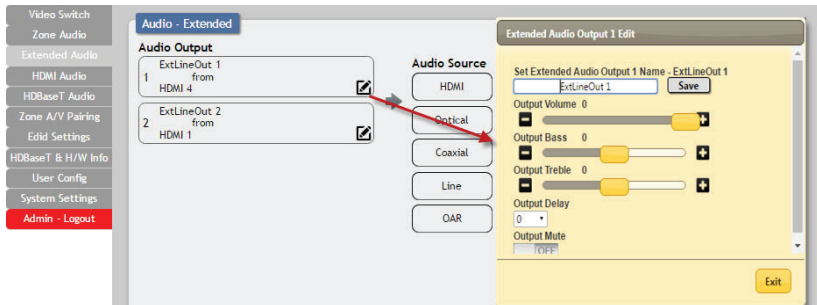 Video Switch
Zone Audio
Extended Audio
HDMI Audio
HDBaseT Audio
Zone A/V Pairing
Edid Settings
HDBaseT & H/W Info
User Config
System Settings
Admin - Logout
Audio - Extended
Audio Output
ExtLineOut 1
1 from
HDMI 4
ExtLineOut 2
2 from
HDMI 1
Audio Source
HDMI
Optical
Coaxial
Line
OAR
Extended Audio Output 1 Edit
Set Extended Audio Output 1 Name - ExtLineOut 1
ExtLineOut 1 Save
Output Volume 0
Output Bass 0
Output Treble 0
Output Delay
0
Output Mute
OFF
Exit